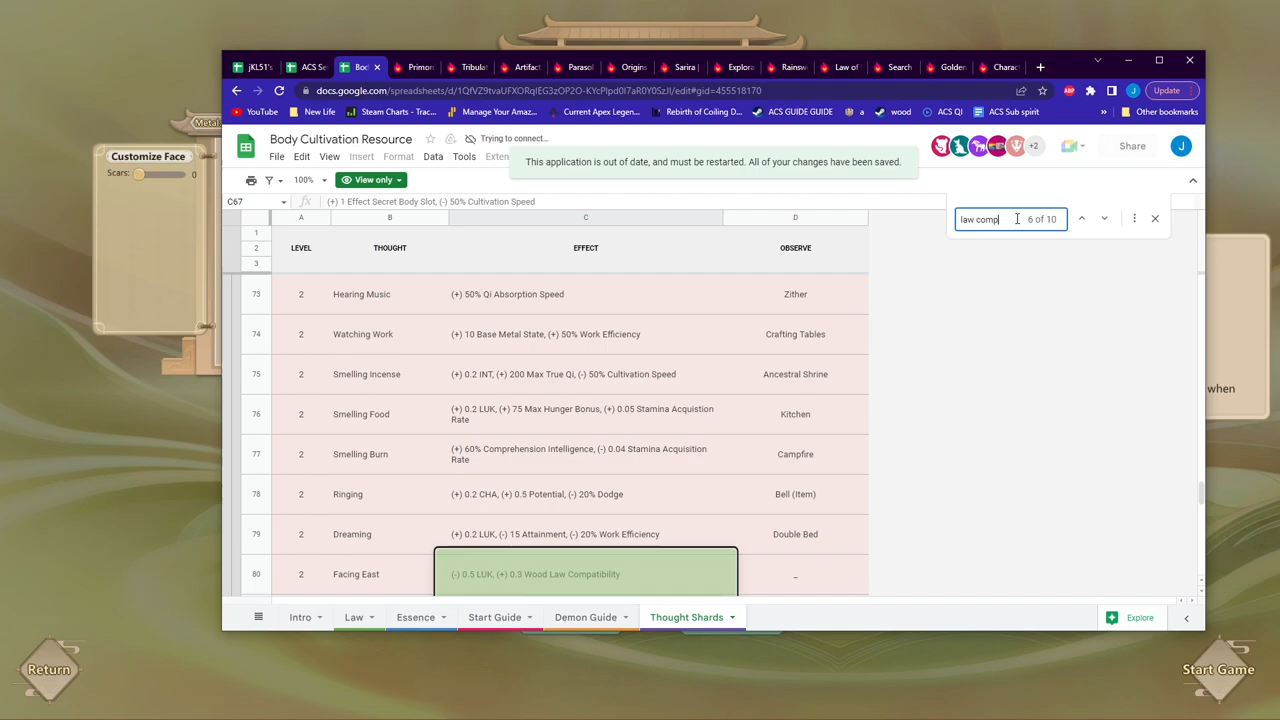 jKL51's
ACS Se
Bod
Primor
Tribulat
Artifact
Parasol
Origins
Sarira |
Explora
Rainsw
Law of
Search
Golden
Charac
docs.google.com/spreadsheets/d/1QfVZ9tvaUFXORqIEG3zOP2O-KYcPlpd0I7aR0Y0SzJI/edit#gid=455518170
Update
YouTube
New Life
Steam Charts - Trac...
Manage Your Amaz...
Current Apex Legen...
Rebirth of Coiling D...
ACS GUIDE GUIDE
a
wood
ACS QI
ACS Sub spirit
Other bookmarks
Body Cultivation Resource
Trying to connect...
File Edit View Insert Format Data Tools Exten
This application is out of date, and must be restarted. All of your changes have been saved.
+2
Share
J
100%
View only
C67
fx
(+) 1 Effect Secret Body Slot, (-) 50% Cultivation Speed
law comp
6 of 10
A B C D
1
2 LEVEL THOUGHT EFFECT OBSERVE
3
73 2 Hearing Music (+) 50% Qi Absorption Speed Zither
74 2 Watching Work (+) 10 Base Metal State, (+) 50% Work Efficiency Crafting Tables
75 2 Smelling Incense (+) 0.2 INT, (+) 200 Max True Qi, (-) 50% Cultivation Speed Ancestral Shrine
76 2 Smelling Food (+) 0.2 LUK, (+) 75 Max Hunger Bonus, (+) 0.05 Stamina Acquistion
Rate Kitchen
77 2 Smelling Burn (+) 60% Comprehension Intelligence, (-) 0.04 Stamina Acquisition
Rate Campfire
78 2 Ringing (+) 0.2 CHA, (+) 0.5 Potential, (-) 20% Dodge Bell (Item)
79 2 Dreaming (+) 0.2 LUK, (-) 15 Attainment, (-) 20% Work Efficiency Double Bed
80 2 Facing East (-) 0.5 LUK, (+) 0.3 Wood Law Compatibility _
Intro Law Essence Start Guide Demon Guide Thought Shards
Explore
Metal
Customize Face
Scars: 0
when
Return
Start Game